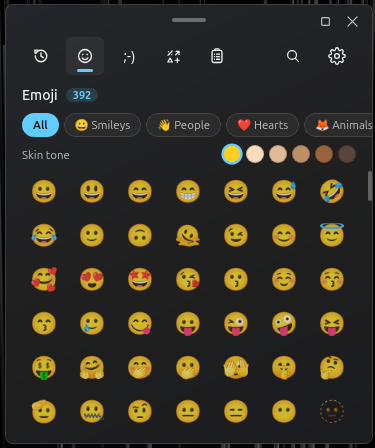 ;-)
Emoji 392
All 😀 Smileys 👋 People ❤️ Hearts 🦊 Animals
Skin tone